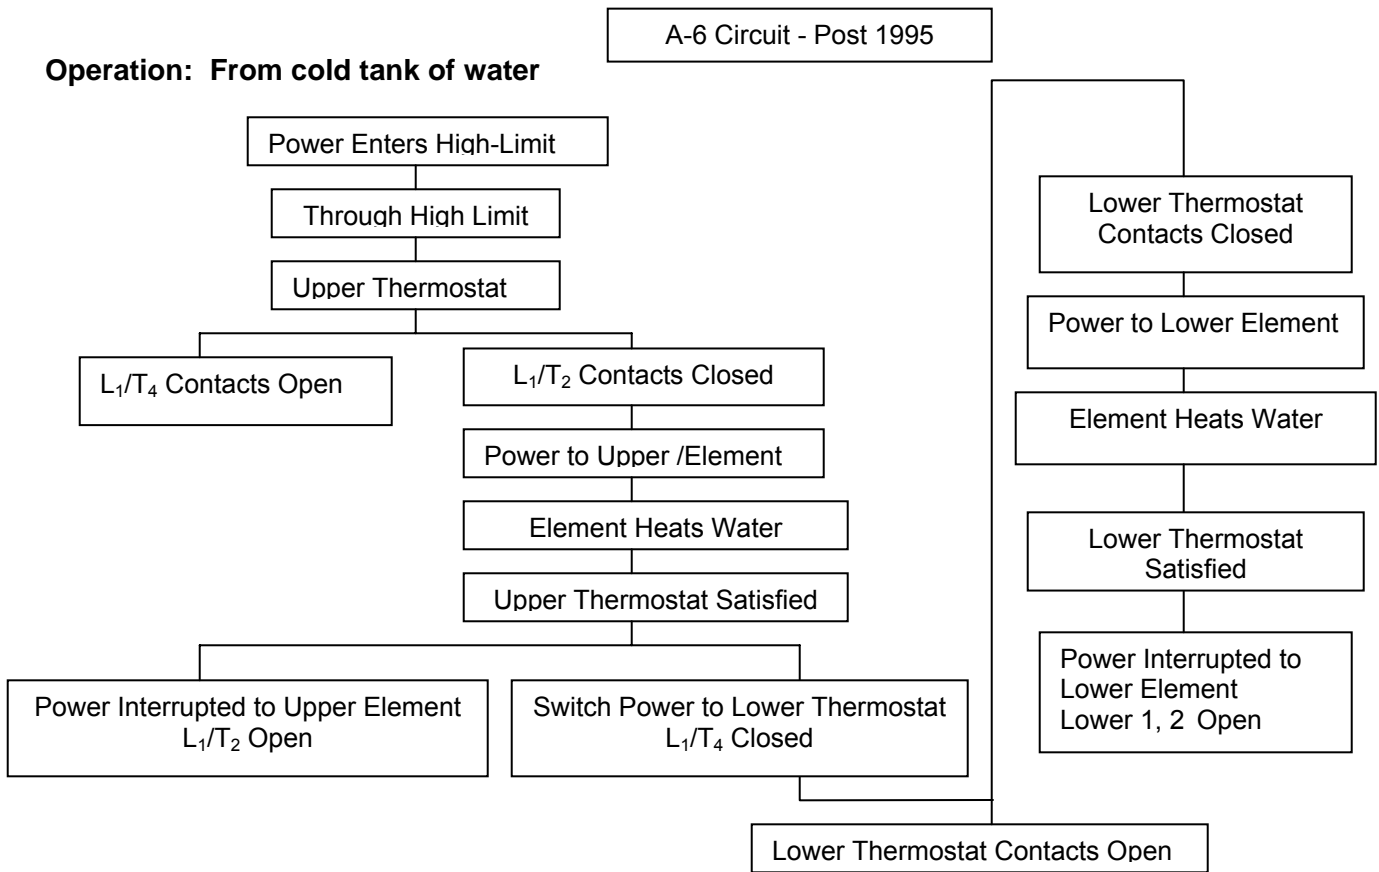 A-6 Circuit - Post 1995
Operation: From cold tank of water
Power Enters High-Limit
Through High Limit
Upper Thermostat
L₁/T₄ Contacts Open
L₁/T₂ Contacts Closed
Power to Upper /Element
Element Heats Water
Upper Thermostat Satisfied
Power Interrupted to Upper Element
L₁/T₂ Open
Switch Power to Lower Thermostat
L₁/T₄ Closed
Lower Thermostat Contacts Open
Lower Thermostat
Contacts Closed
Power to Lower Element
Element Heats Water
Lower Thermostat
Satisfied
Power Interrupted to
Lower Element
Lower 1, 2 Open